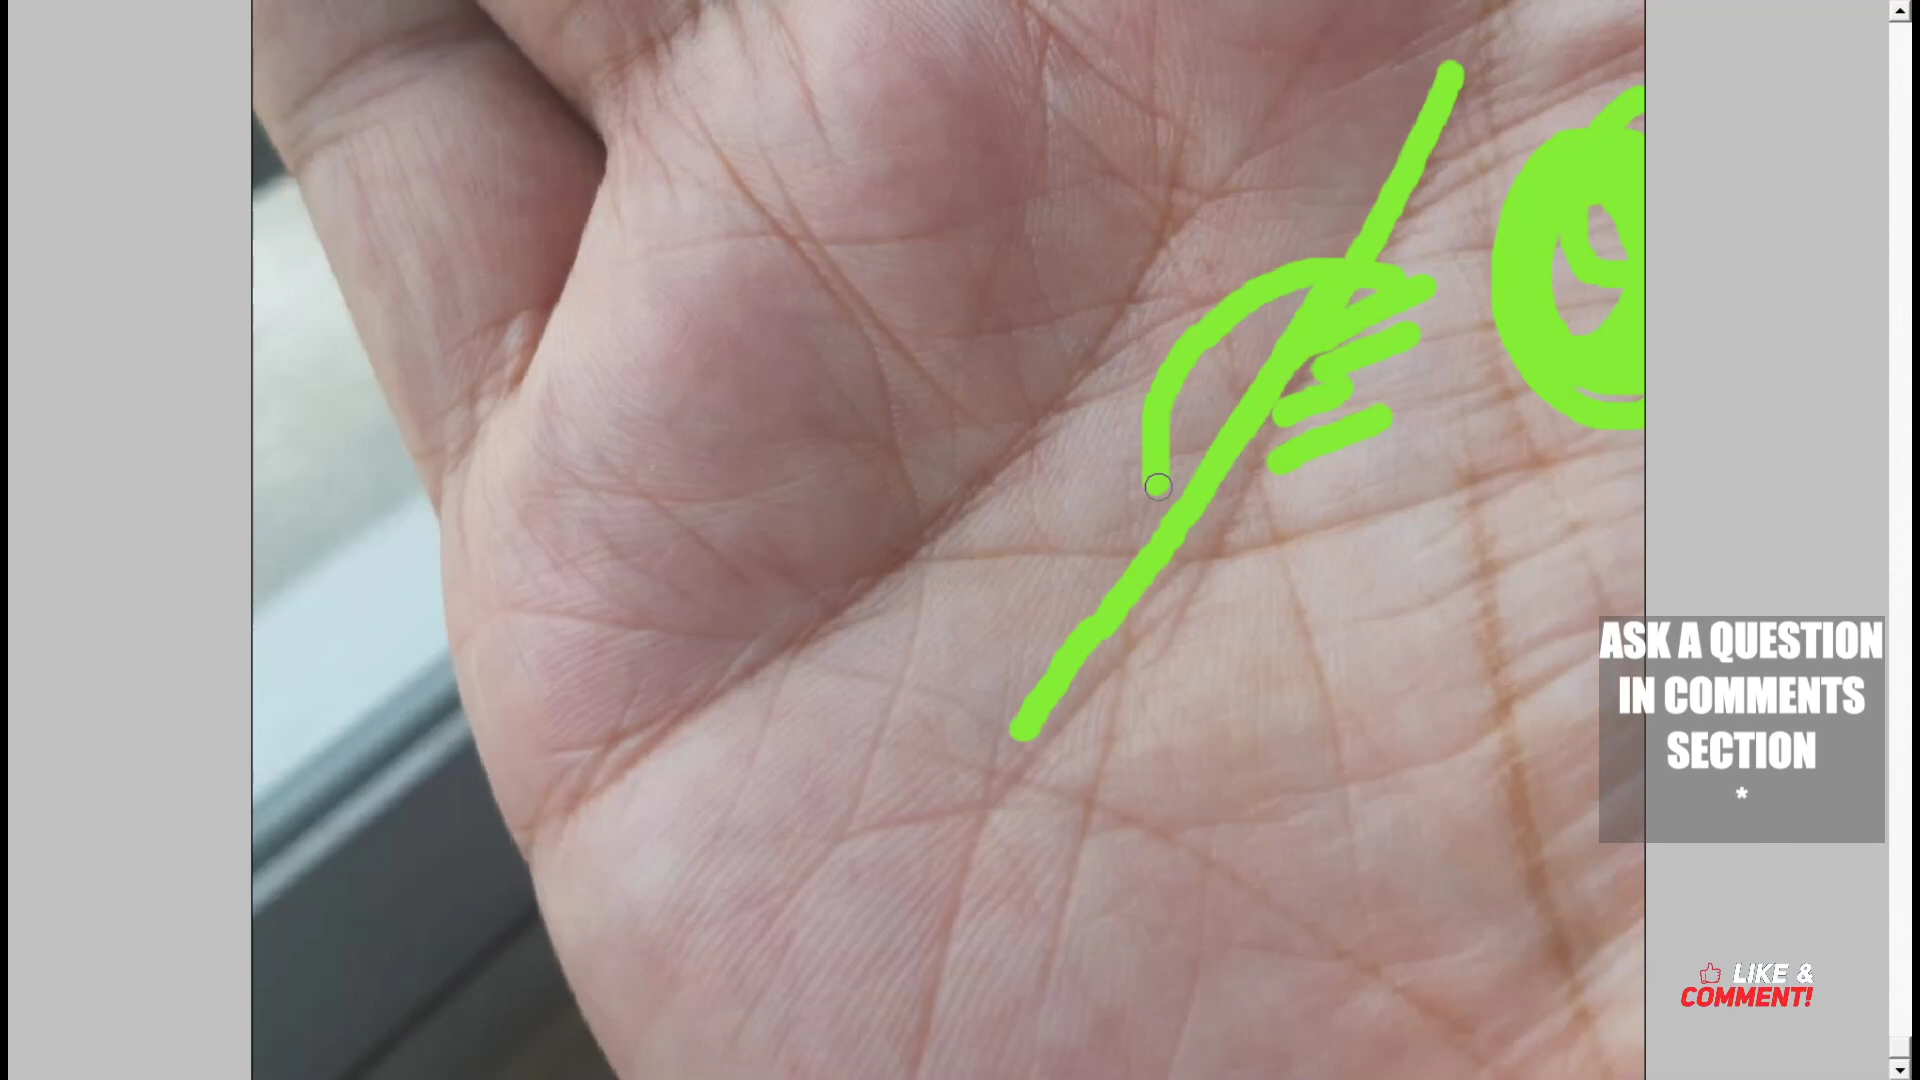 ASK A QUESTION
IN COMMENTS
SECTION
*
LIKE &
COMMENT!